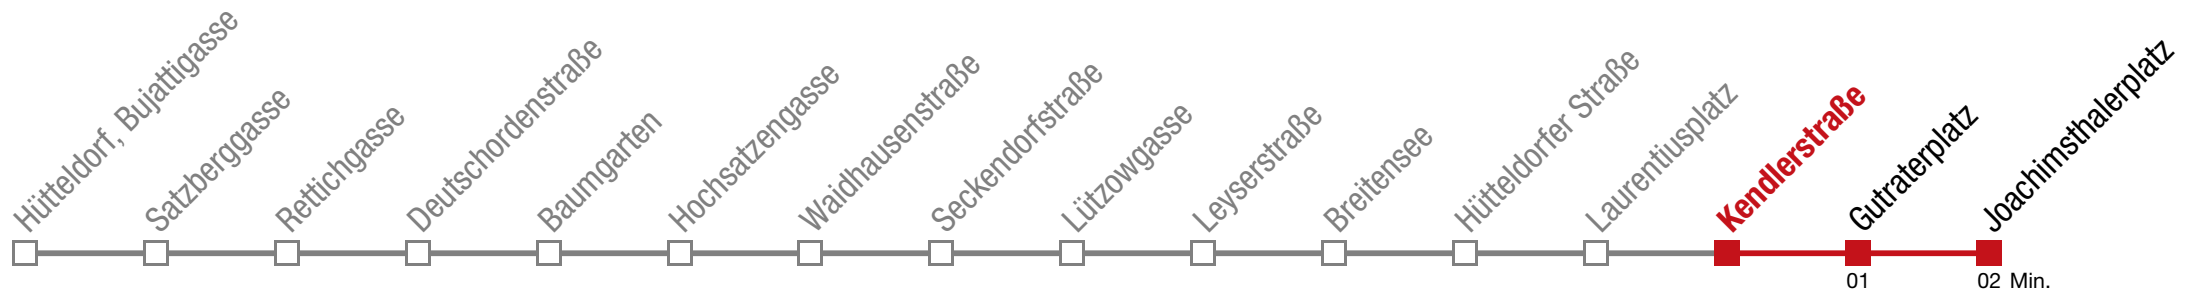 Hütteldorf, Bujattigasse
Satzberggasse
Rettichgasse
Deutschordenstraße
Baumgarten
Hochsatzengasse
Waidhausenstraße
Seckendorfstraße
Lützowgasse
Leyserstraße
Breitensee
Hütteldorfer Straße
Laurentiusplatz
Kendlerstraße
Gutraterplatz
Joachimsthalerplatz
01
02 Min.